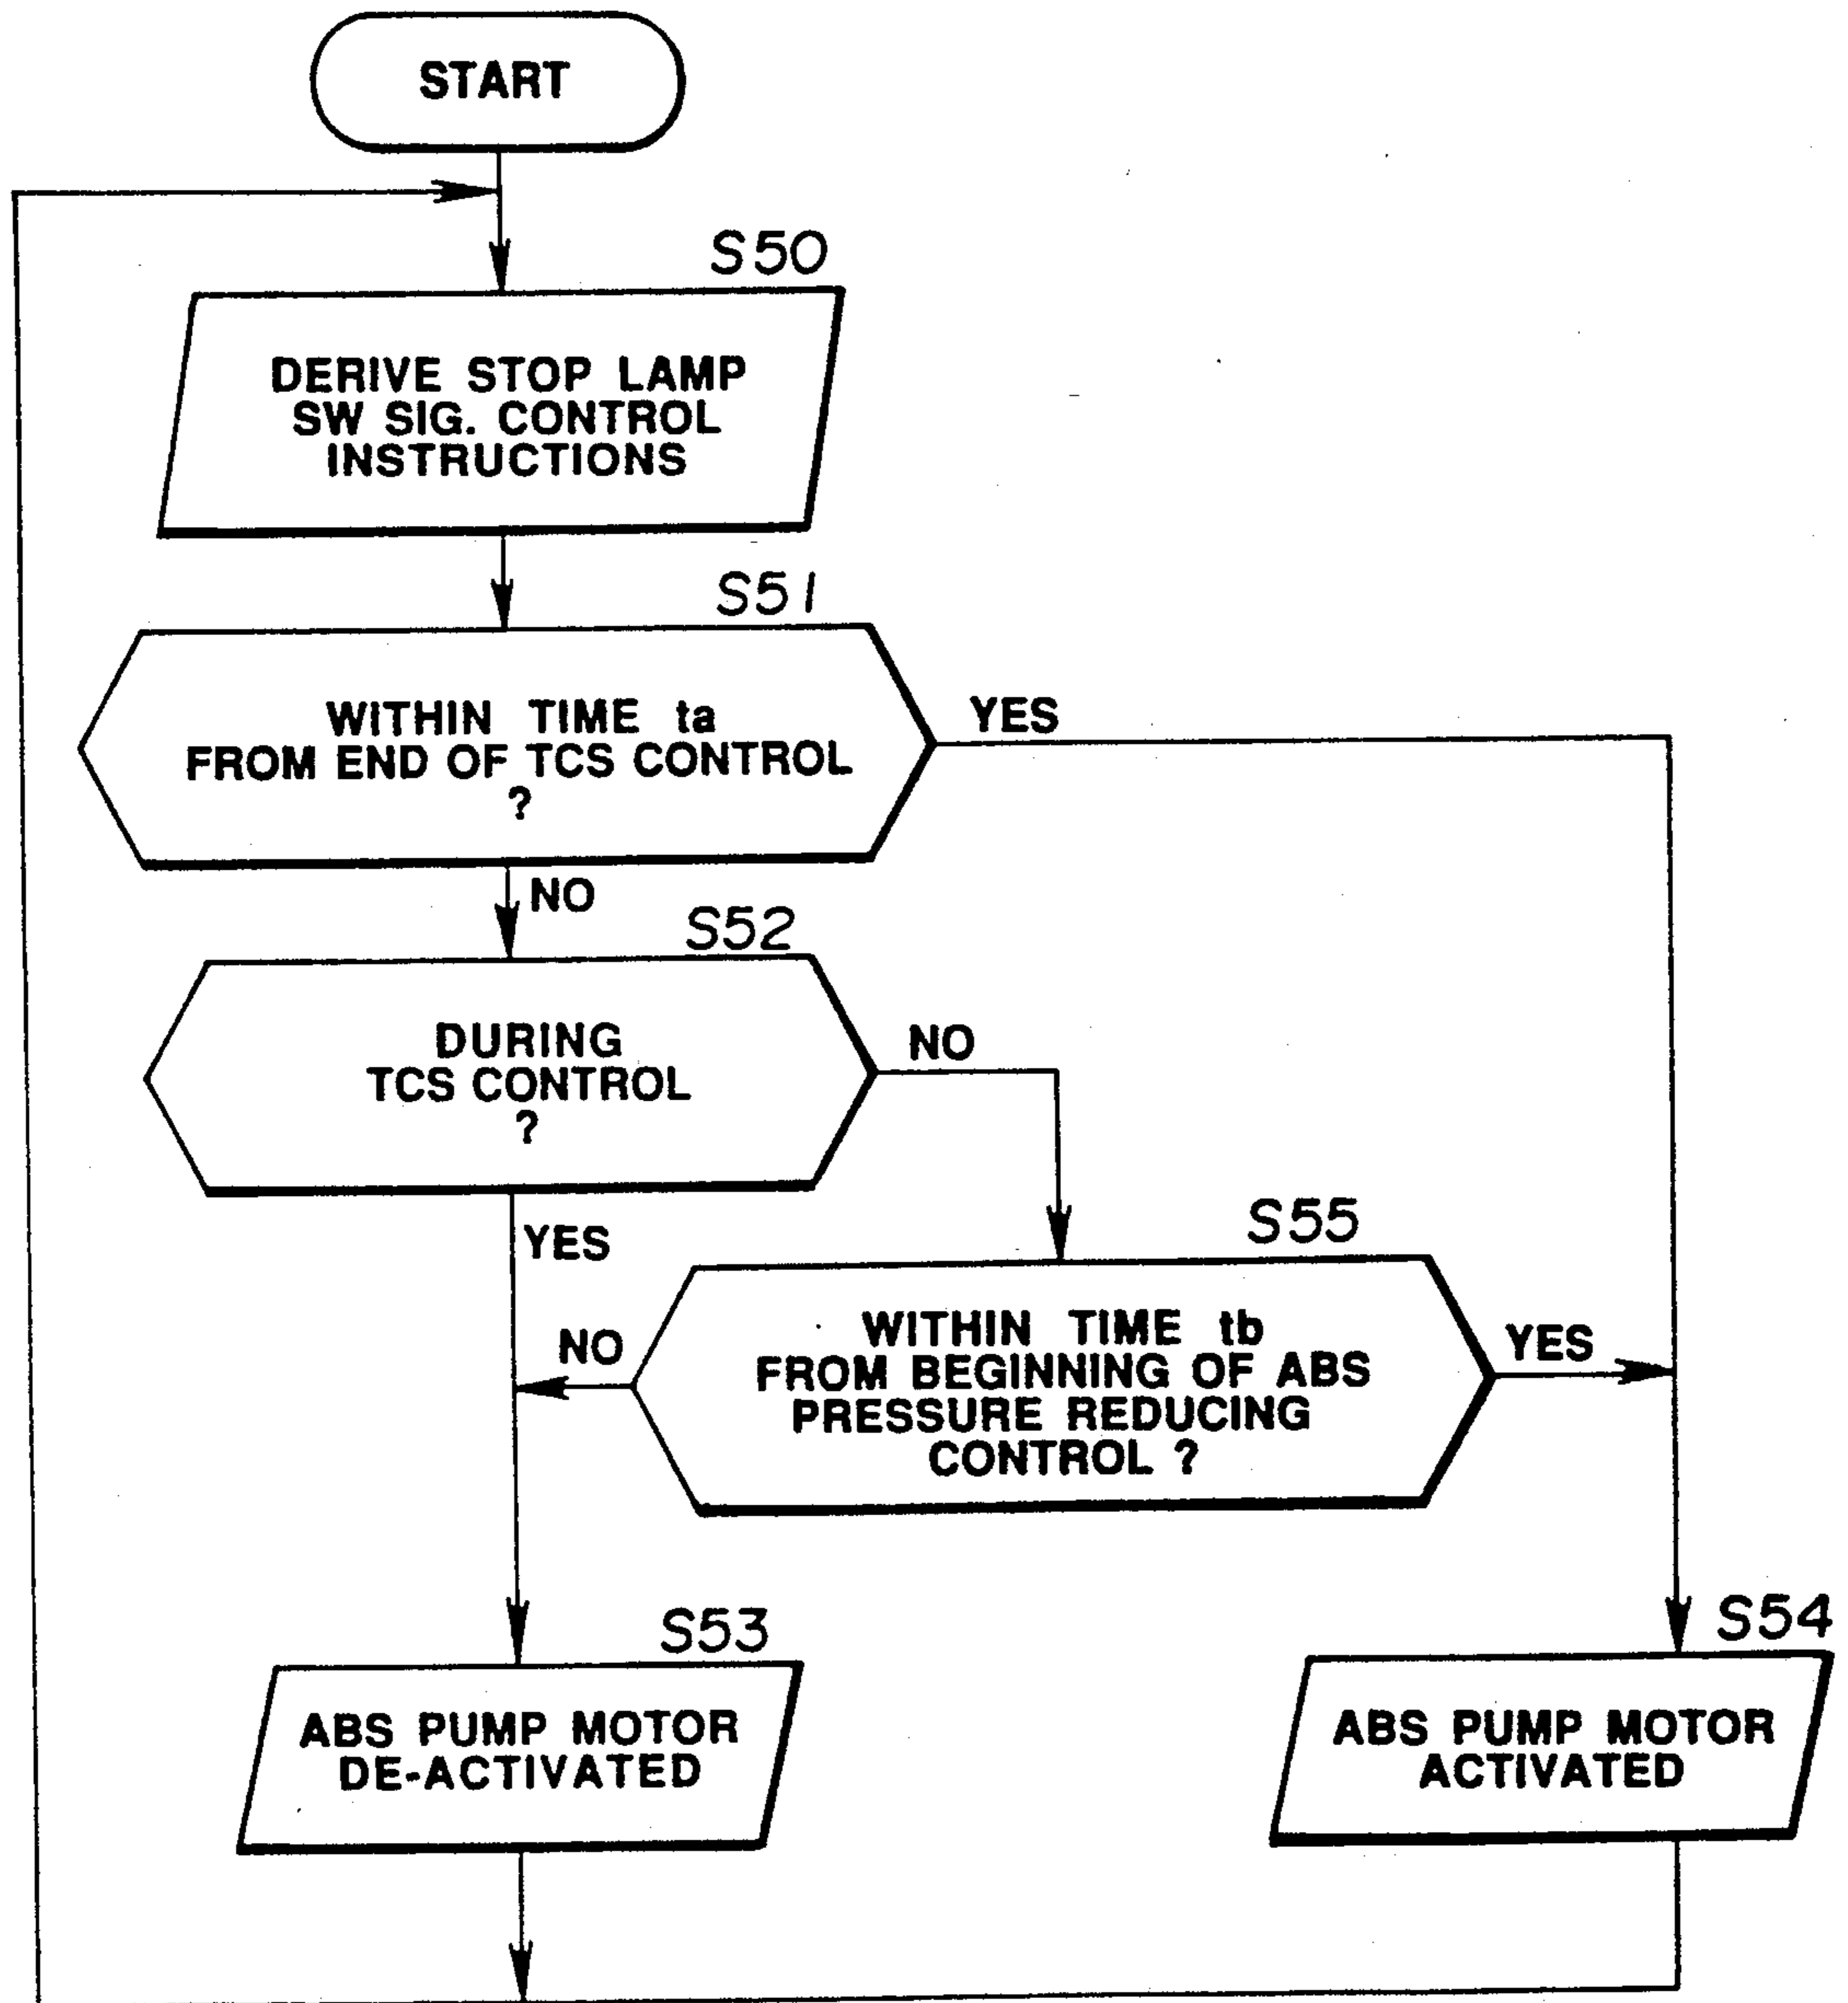 START
S50
DERIVE STOP LAMP
SW SIG. CONTROL
INSTRUCTIONS
S51
WITHIN TIME ta
FROM END OF TCS CONTROL
?
YES
NO
S52
DURING
TCS CONTROL
?
NO
YES
S55
WITHIN TIME tb
FROM BEGINNING OF ABS
PRESSURE REDUCING
CONTROL ?
NO
YES
S53
ABS PUMP MOTOR
DE-ACTIVATED
S54
ABS PUMP MOTOR
ACTIVATED